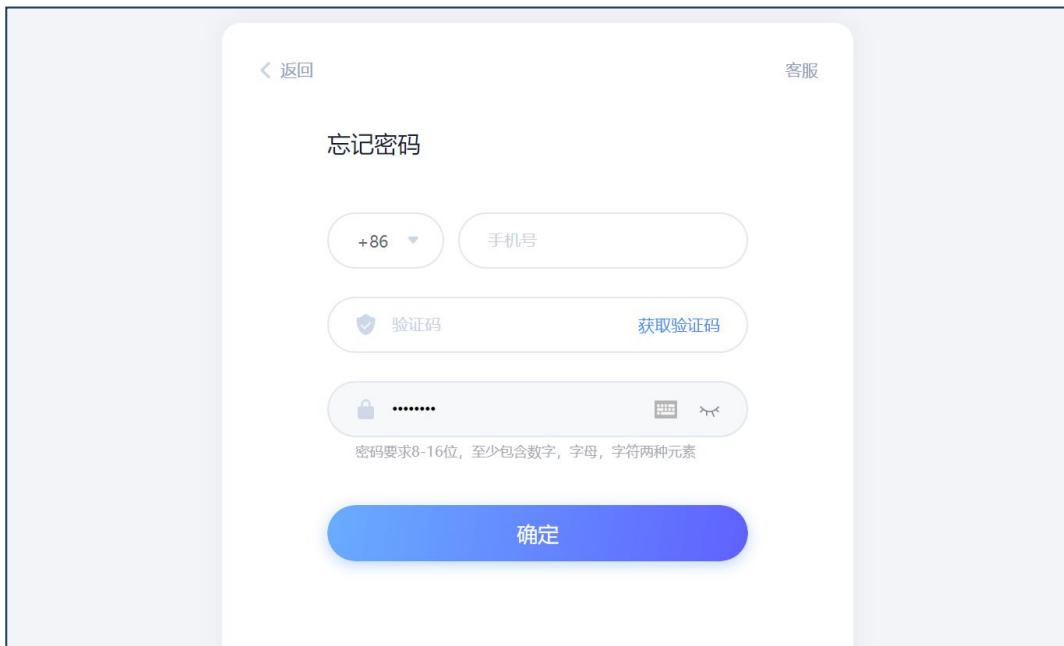 返回
客服
忘记密码
+86
手机号
验证码
获取验证码
••••••••
密码要求8-16位，至少包含数字，字母，字符两种元素
确定